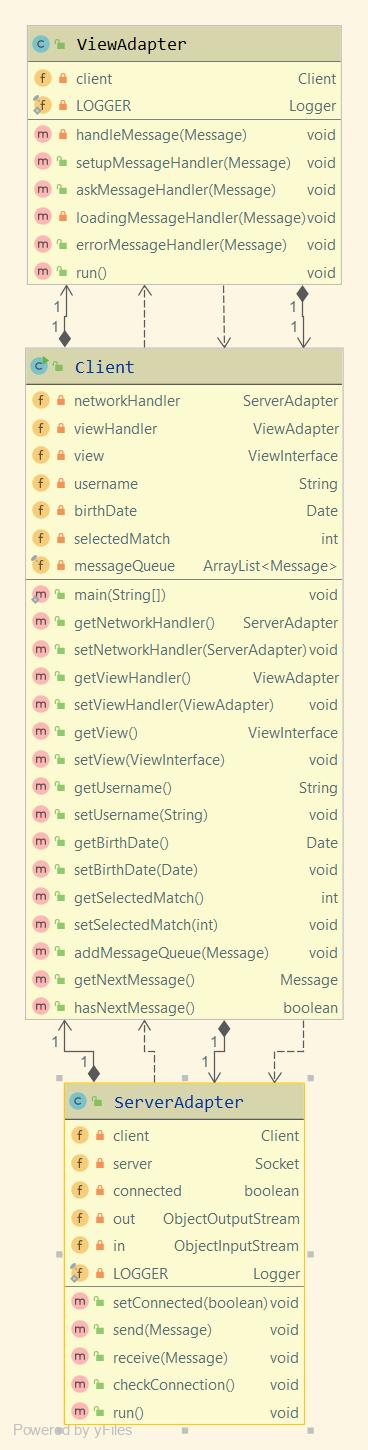 ViewAdapter
client Client
LOGGER Logger
handleMessage(Message) void
setupMessageHandler(Message) void
askMessageHandler(Message) void
loadingMessageHandler(Message) void
errorMessageHandler(Message) void
run() void
1 1
1 1
Client
networkHandler ServerAdapter
viewHandler ViewAdapter
view ViewInterface
username String
birthDate Date
selectedMatch int
messageQueue ArrayList<Message>
main(String[]) void
getNetworkHandler() ServerAdapter
setNetworkHandler(ServerAdapter) void
getViewHandler() ViewAdapter
setViewHandler(ViewAdapter) void
getView() ViewInterface
setView(ViewInterface) void
getUsername() String
setUsername(String) void
getBirthDate() Date
setBirthDate(Date) void
getSelectedMatch() int
setSelectedMatch(int) void
addMessageQueue(Message) void
getNextMessage() Message
hasNextMessage() boolean
1 1
1 1
ServerAdapter
client Client
server Socket
connected boolean
out ObjectOutputStream
in ObjectInputStream
LOGGER Logger
setConnected(boolean) void
send(Message) void
receive(Message) void
checkConnection() void
run() void
Powered by yFiles